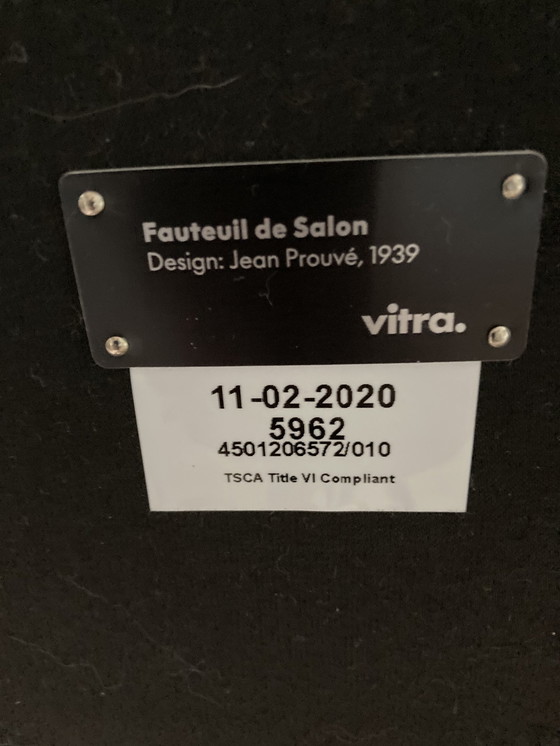 Fauteuil de Salon
Design: Jean Prouvé, 1939
vitra.
11-02-2020
5962
4501206572/010
TSCA Title VI Compliant